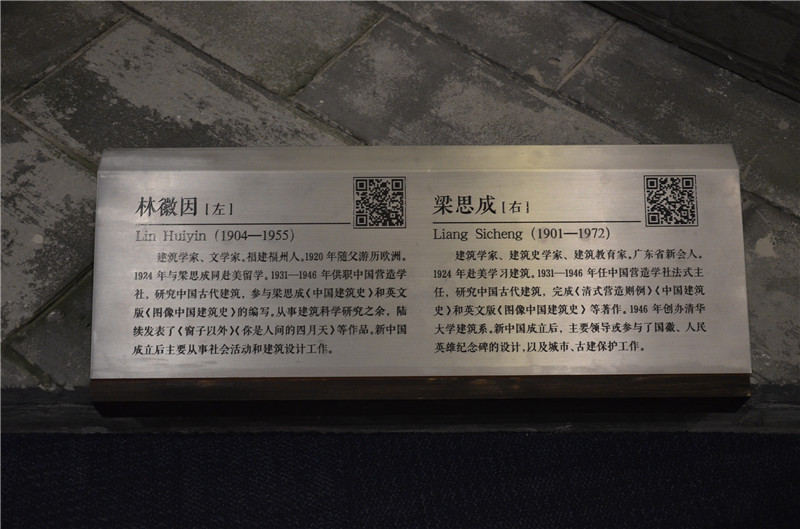 林徽因［左］
Lin Huiyin（1904—1955）
建筑学家、文学家。福建福州人。1920 年随父游历欧洲。
1924 年与梁思成同赴美留学。1931—1946 年供职中国营造学
社，研究中国古代建筑，参与梁思成《中国建筑史》和英文
版《图像中国建筑史》的编写，从事建筑科学研究之余，陆
续发表了《窗子以外》《你是人间的四月天》等作品。新中国
成立后主要从事社会活动和建筑设计工作。
梁思成［右］
Liang Sicheng（1901—1972）
建筑学家、建筑史学家、建筑教育家。广东省新会人。
1924 年赴美学习建筑。1931—1946 年任中国营造学社法式主
任，研究中国古代建筑，完成《清式营造则例》《中国建筑
史》和英文版《图像中国建筑史》等著作。1946 年创办清华
大学建筑系。新中国成立后，主要领导或参与了国徽、人民
英雄纪念碑的设计，以及城市、古建保护工作。